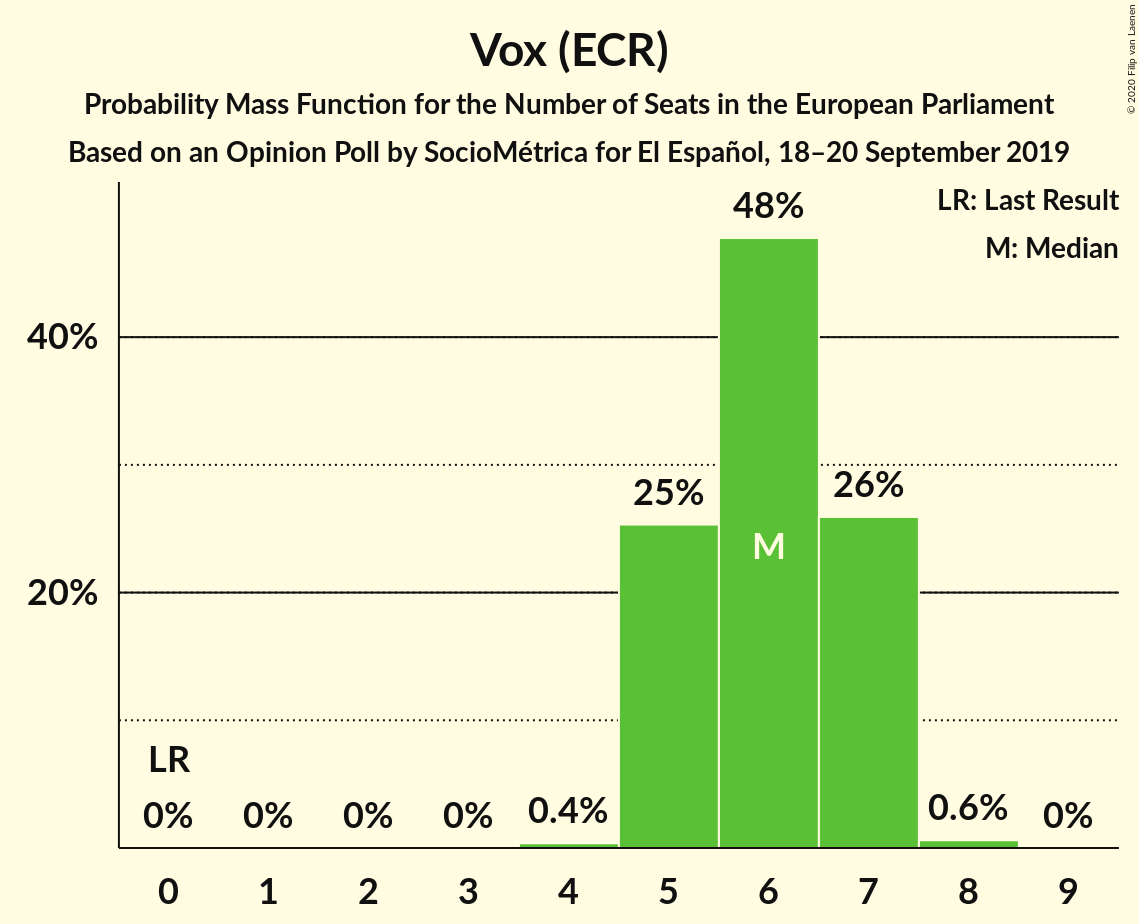 Vox (ECR)
Probability Mass Function for the Number of Seats in the European Parliament
Based on an Opinion Poll by SocioMétrica for El Español, 18–20 September 2019
© 2020 Filip van Laenen
LR: Last Result
M: Median
48%
40%
25%
26%
M
20%
LR
0%
0%
0%
0%
0.4%
0.6%
0%
0
1
2
3
4
5
6
7
8
9